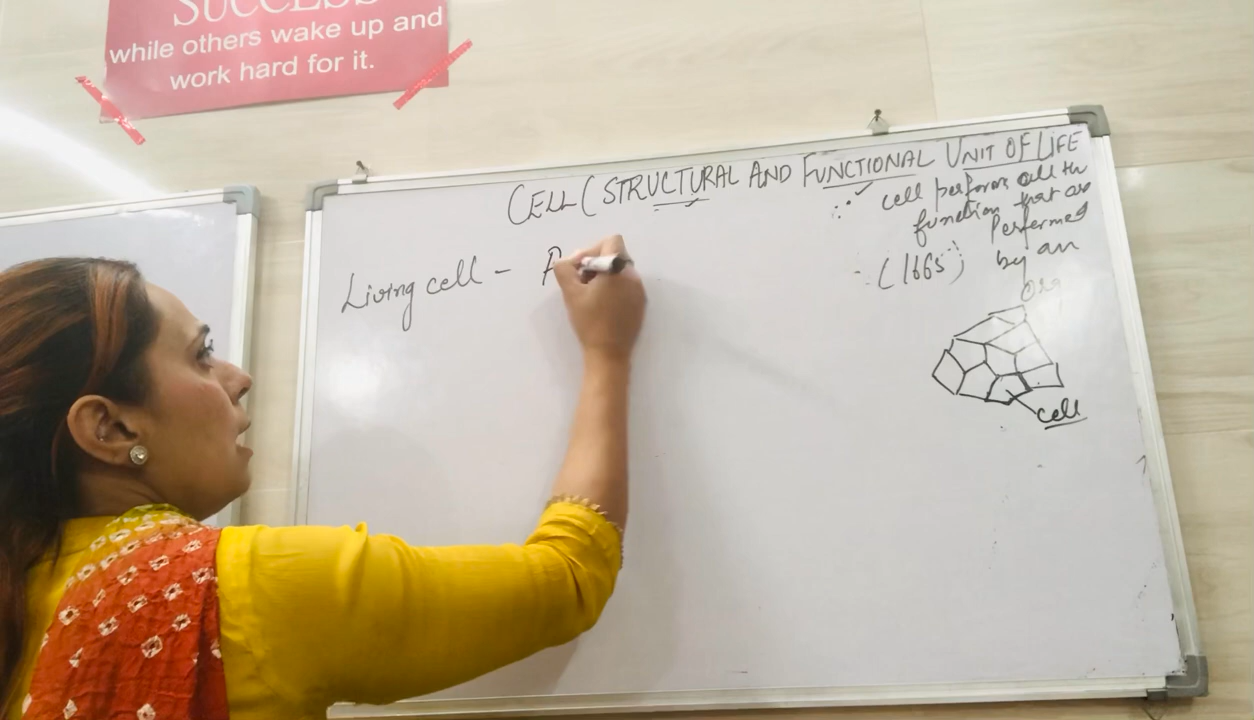 SUCCESS
while others wake up and
work hard for it.
CELL (STRUCTURAL AND FUNCTIONAL UNIT OF LIFE
∴ cell performs all the
function that are
Performed
by an
Org
Living cell -
(1665)
cell